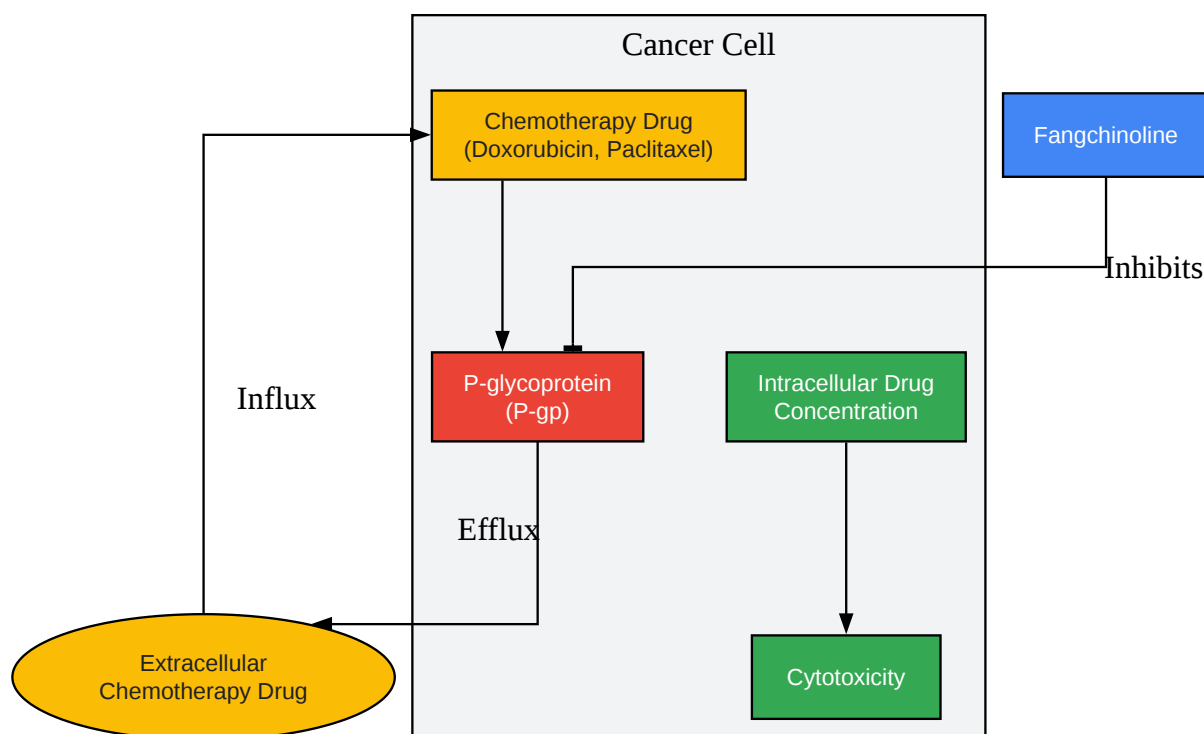 Cancer Cell
Chemotherapy Drug
(Doxorubicin, Paclitaxel)
Fangchinoline
Inhibits
P-glycoprotein
(P-gp)
Intracellular Drug
Concentration
Influx
Efflux
Extracellular
Chemotherapy Drug
Cytotoxicity